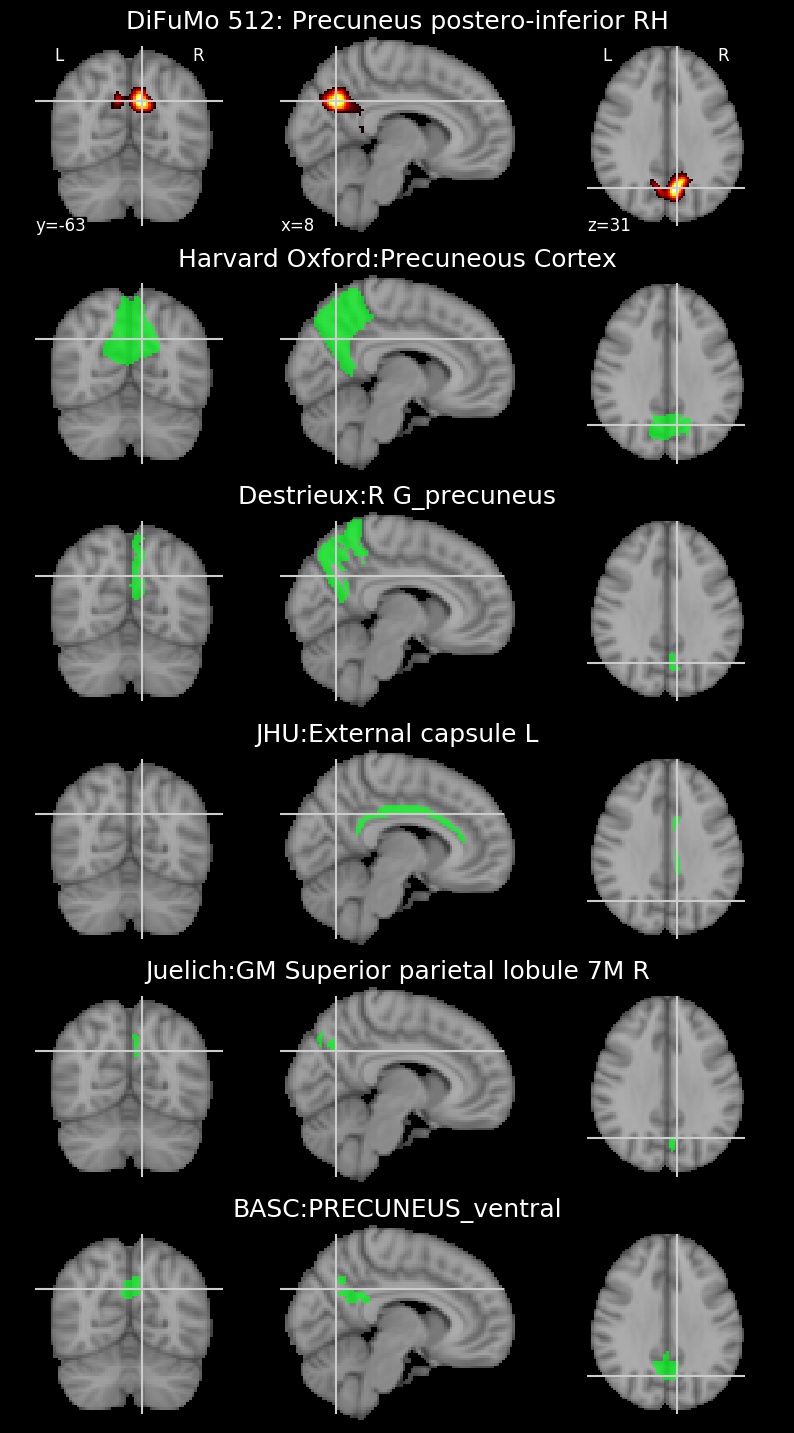 DiFuMo 512: Precuneus postero-inferior RH
L R L R
y=-63 x=8 z=31
Harvard Oxford:Precuneous Cortex
Destrieux:R G_precuneus
JHU:External capsule L
Juelich:GM Superior parietal lobule 7M R
BASC:PRECUNEUS_ventral